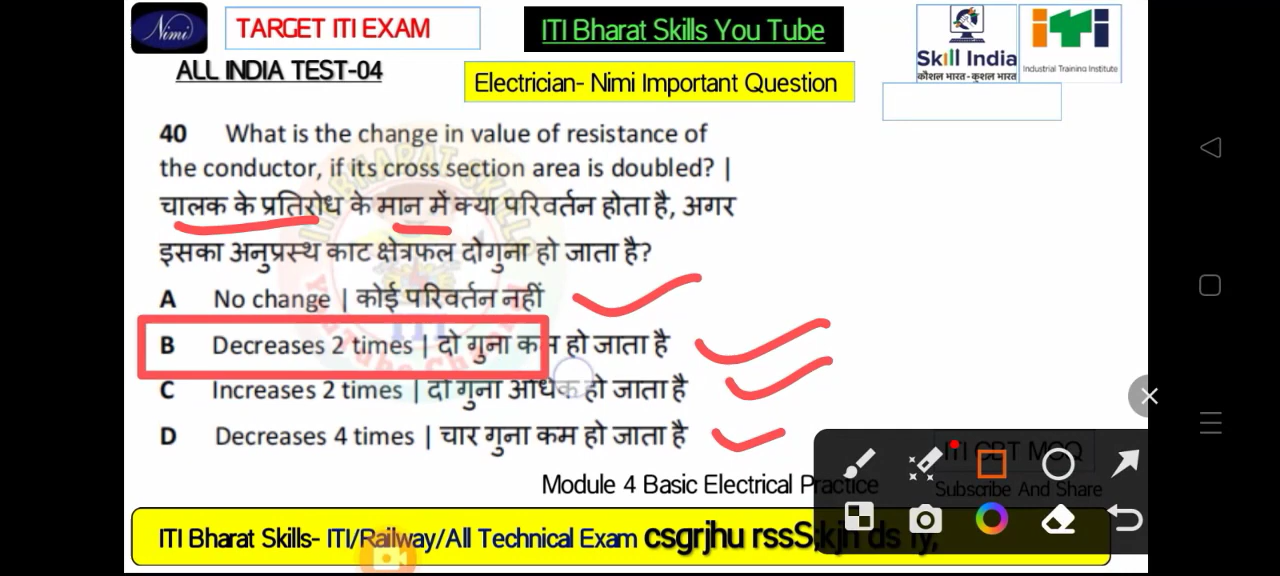 Nimi
TARGET ITI EXAM
ITI Bharat Skills You Tube
Skill India
कौशल भारत-कुशल भारत
iTi
Industrial Training Institute
ALL INDIA TEST-04
Electrician- Nimi Important Question
40 What is the change in value of resistance of
the conductor, if its cross section area is doubled? |
चालक के प्रतिरोध के मान में क्या परिवर्तन होता है, अगर
इसका अनुप्रस्थ काट क्षेत्रफल दोगुना हो जाता है?
A No change | कोई परिवर्तन नहीं
B Decreases 2 times | दो गुना कम हो जाता है
C Increases 2 times | दो गुना अधिक हो जाता है
D Decreases 4 times | चार गुना कम हो जाता है
ITI CBT MCQ
Module 4 Basic Electrical Practice
Subscribe And Share
ITI Bharat Skills- ITI/Railway/All Technical Exam